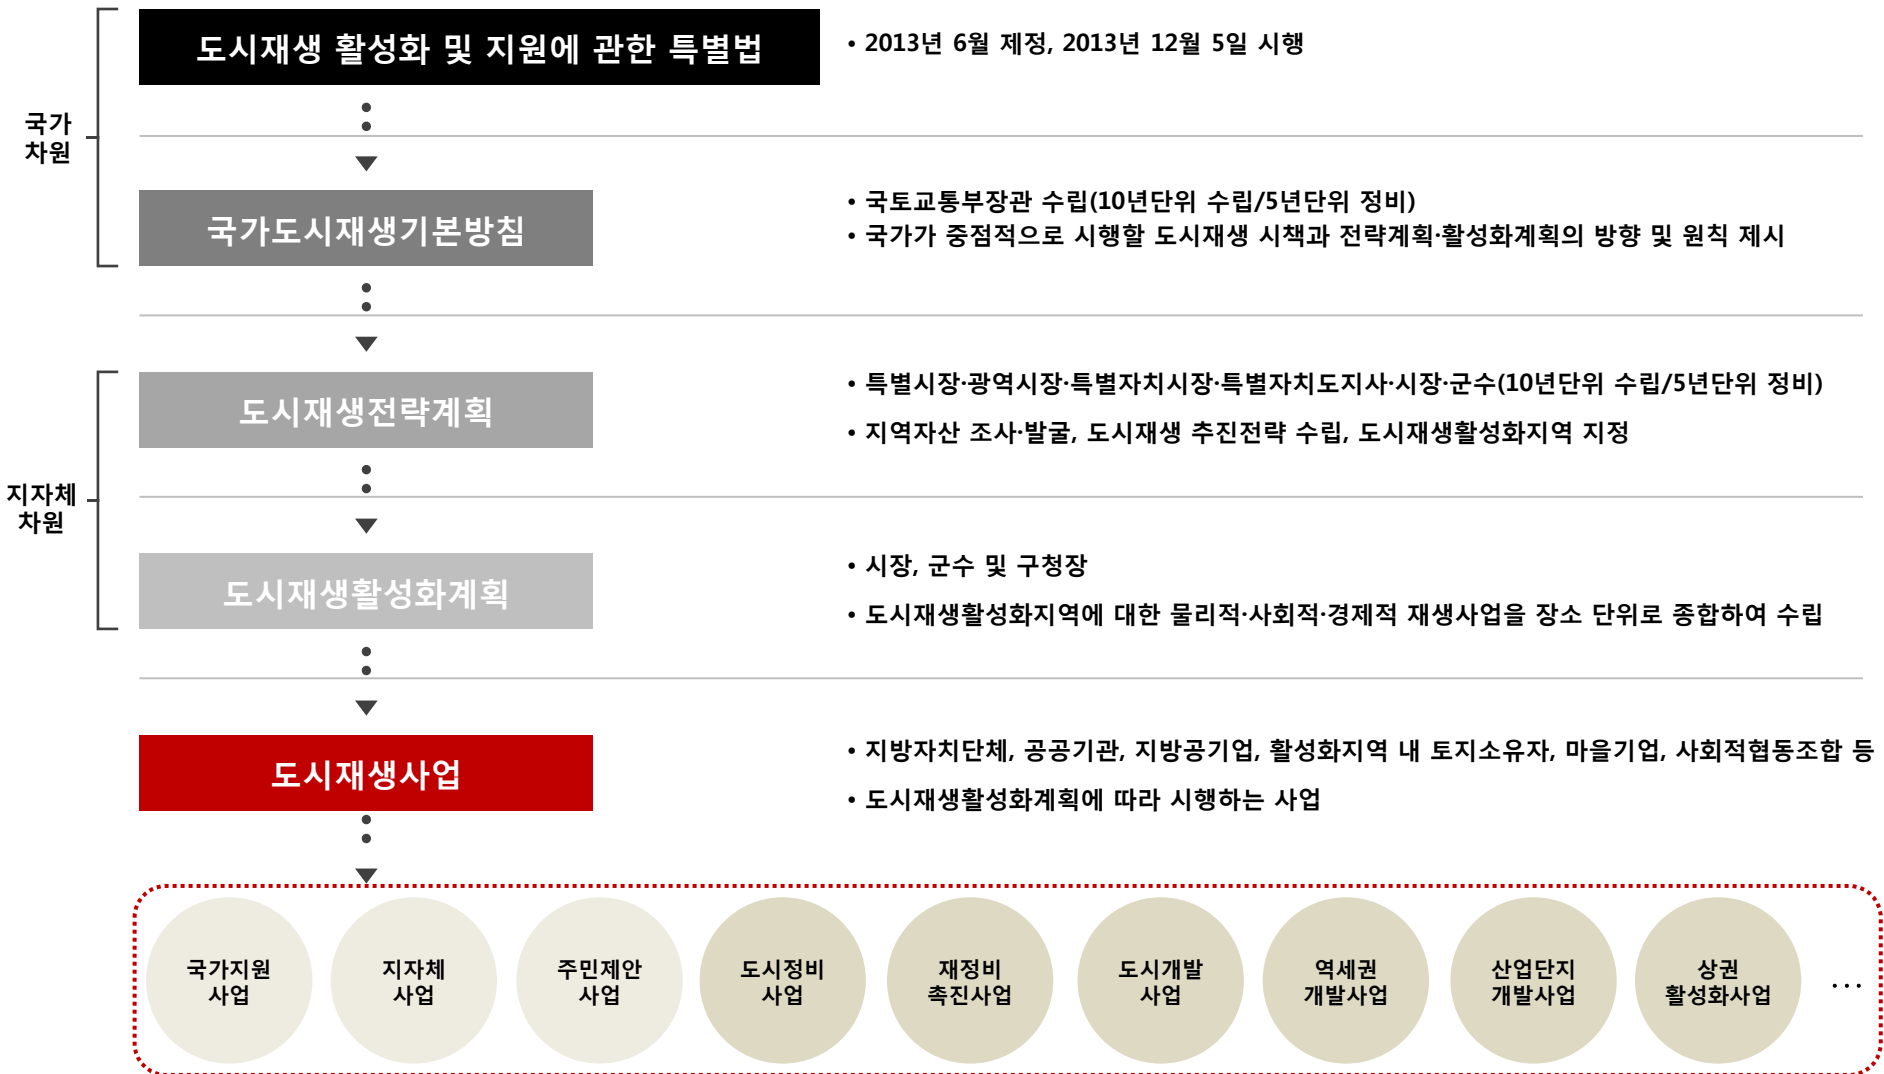 도시재생 활성화 및 지원에 관한 특별법
• 2013년 6월 제정, 2013년 12월 5일 시행
국가
차원
국가도시재생기본방침
• 국토교통부장관 수립(10년단위 수립/5년단위 정비)
• 국가가 중점적으로 시행할 도시재생 시책과 전략계획·활성화계획의 방향 및 원칙 제시
지자체
차원
도시재생전략계획
• 특별시장·광역시장·특별자치시장·특별자치도지사·시장·군수(10년단위 수립/5년단위 정비)
• 지역자산 조사·발굴, 도시재생 추진전략 수립, 도시재생활성화지역 지정
도시재생활성화계획
• 시장, 군수 및 구청장
• 도시재생활성화지역에 대한 물리적·사회적·경제적 재생사업을 장소 단위로 종합하여 수립
도시재생사업
• 지방자치단체, 공공기관, 지방공기업, 활성화지역 내 토지소유자, 마을기업, 사회적협동조합 등
• 도시재생활성화계획에 따라 시행하는 사업
국가지원
사업
지자체
사업
주민제안
사업
도시정비
사업
재정비
촉진사업
도시개발
사업
역세권
개발사업
산업단지
개발사업
상권
활성화사업
...